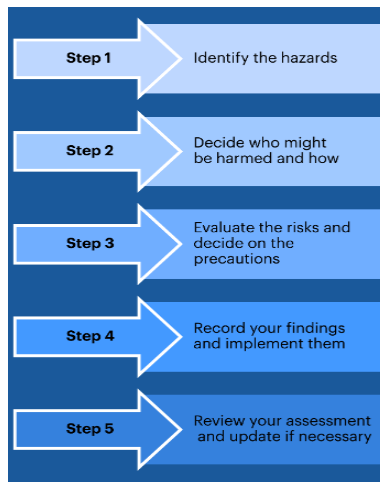 Step 1
Identify the hazards
Step 2
Decide who might
be harmed and how
Step 3
Evaluate the risks and
decide on the
precautions
Step 4
Record your findings
and implement them
Step 5
Review your assessment
and update if necessary